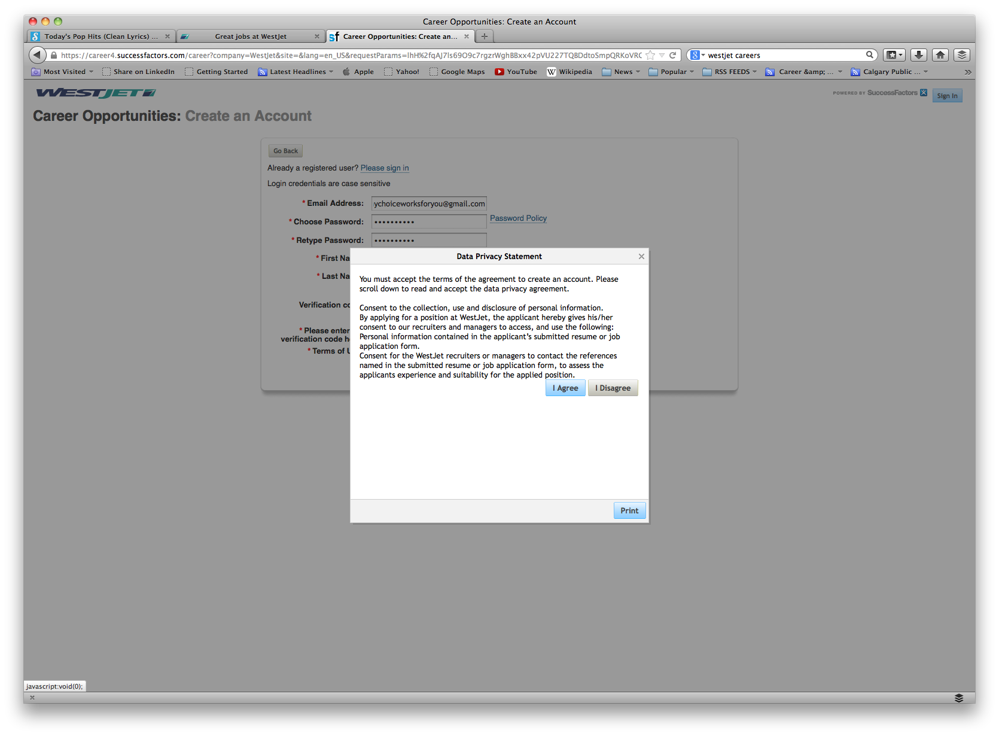 Career Opportunities: Create an Account
Today's Pop Hits (Clean Lyrics) ...
Great jobs at WestJet
sf Career Opportunities: Create an...
https://career4.successfactors.com/career?company=WestJet&site=&lang=en_US&requestParams=
westjet careers
Most Visited
Share on LinkedIn
Getting Started
Latest Headlines
Apple
Yahoo!
Google Maps
YouTube
W Wikipedia
News
Popular
RSS FEEDS
Career &amp; ...
Calgary Public ...
WESTJET
POWERED BY SuccessFactors
Sign In
Career Opportunities: Create an Account
Go Back
Already a registered user? Please sign in
Login credentials are case sensitive
* Email Address: ychoiceworksforyou@gmail.com
* Choose Password: •••••••••• Password Policy
* Retype Password: ••••••••••
* First Na
* Last Na
Verification co
* Please enter
verification code h
* Terms of U
Data Privacy Statement
You must accept the terms of the agreement to create an account. Please
scroll down to read and accept the data privacy agreement.
Consent to the collection, use and disclosure of personal information.
By applying for a position at WestJet, the applicant hereby gives his/her
consent to our recruiters and managers to access, and use the following:
Personal information contained in the applicant's submitted resume or job
application form.
Consent for the WestJet recruiters or managers to contact the references
named in the submitted resume or job application form, to assess the
applicants experience and suitability for the applied position.
I Agree
I Disagree
Print
javascript:void(0);